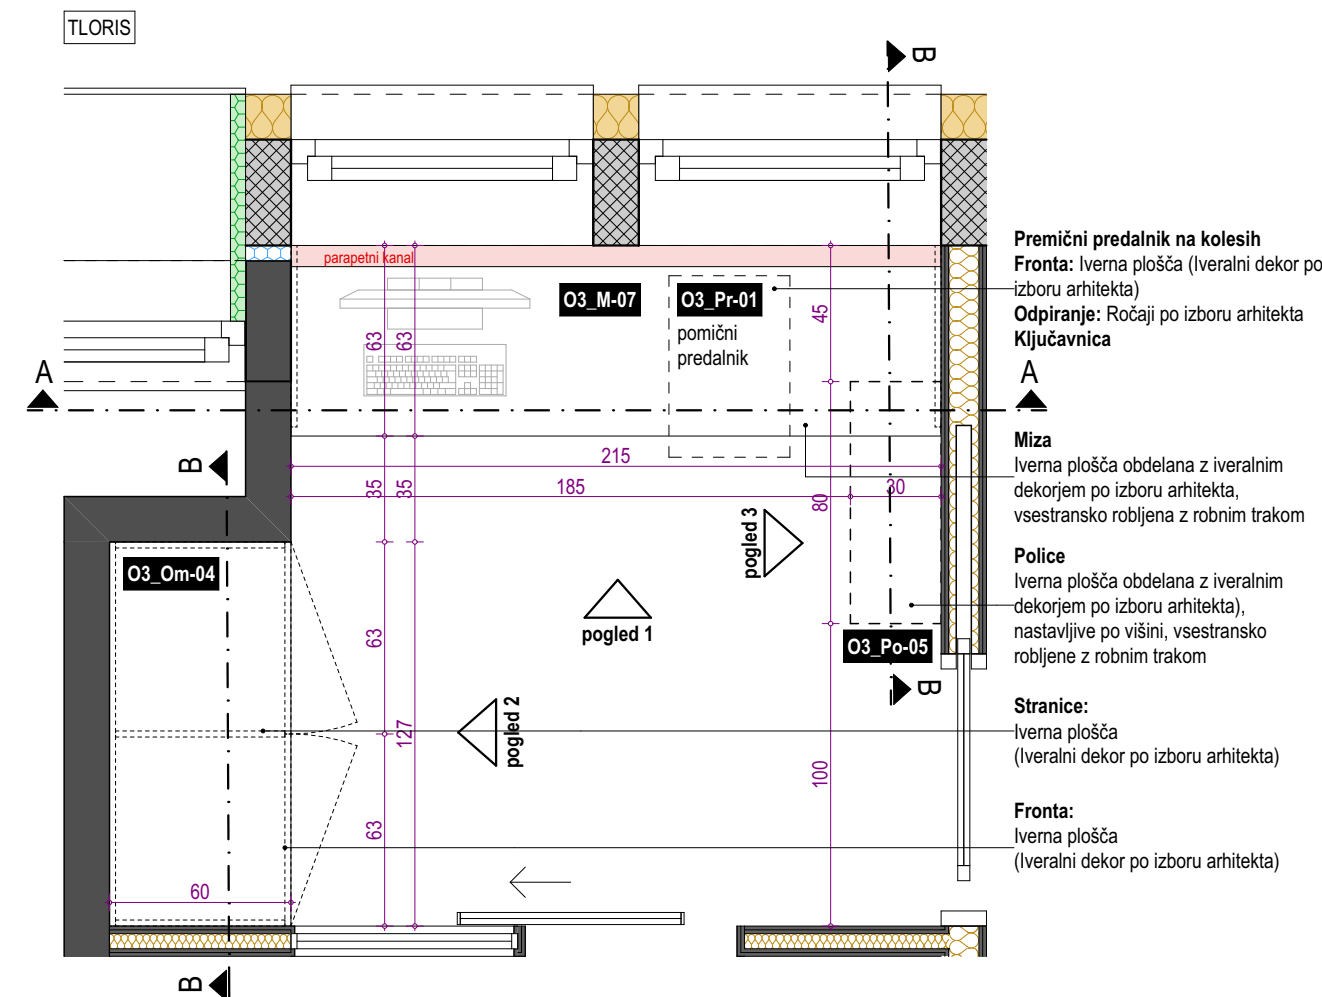 TLORIS
B
parapetni kanal
O3_M-07
O3_Pr-01
pomični
predalnik
Premični predalnik na kolesih
Fronta: Iverna plošča (Iveralni dekor po
izboru arhitekta)
Odpiranje: Ročaji po izboru arhitekta
Ključavnica
63
63
45
A
A
Miza
Iverna plošča obdelana z iveralnim
dekorjem po izboru arhitekta,
vsestransko robljena z robnim trakom
B
215
35
35
185
80
30
pogled 3
Police
Iverna plošča obdelana z iveralnim
dekorjem po izboru arhitekta),
nastavljive po višini, vsestransko
robljene z robnim trakom
O3_Om-04
pogled 1
63
O3_Po-05
B
Stranice:
Iverna plošča
(Iveralni dekor po izboru arhitekta)
pogled 2
127
100
Fronta:
Iverna plošča
(Iveralni dekor po izboru arhitekta)
63
60
B